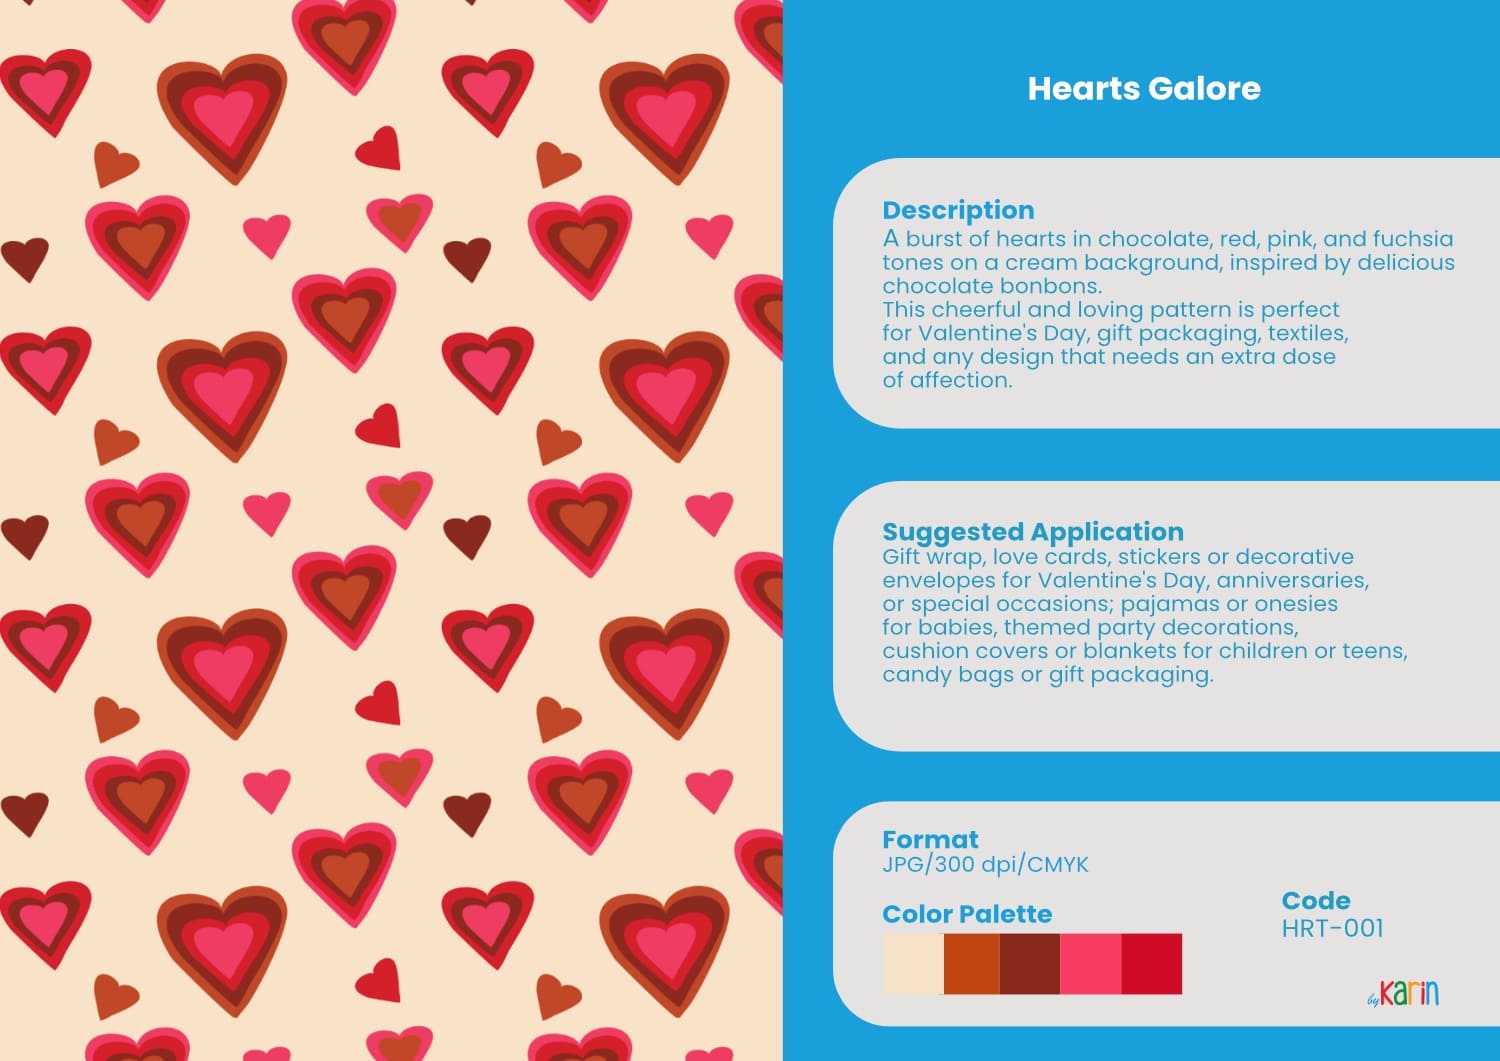 Hearts Galore
Description
A burst of hearts in chocolate, red, pink, and fuchsia
tones on a cream background, inspired by delicious
chocolate bonbons.
This cheerful and loving pattern is perfect
for Valentine's Day, gift packaging, textiles,
and any design that needs an extra dose
of affection.
Suggested Application
Gift wrap, love cards, stickers or decorative
envelopes for Valentine's Day, anniversaries,
or special occasions; pajamas or onesies
for babies, themed party decorations,
cushion covers or blankets for children or teens,
candy bags or gift packaging.
Format
JPG/300 dpi/CMYK
Color Palette
Code
HRT-001
by Karin